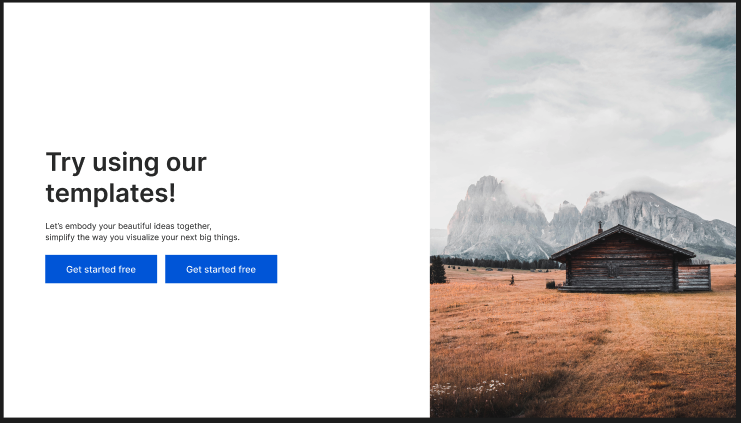 Try using our
templates!
Let's embody your beautiful ideas together,
simplify the way you visualize your next big things.
Get started free
Get started free